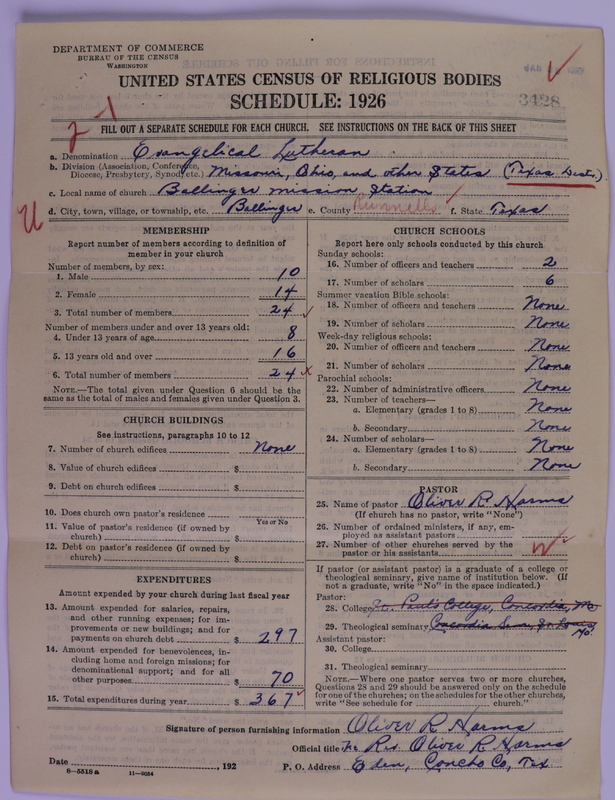 DEPARTMENT OF COMMERCE
BUREAU OF THE CENSUS
WASHINGTON
UNITED STATES CENSUS OF RELIGIOUS BODIES
SCHEDULE: 1926
3428
FILL OUT A SEPARATE SCHEDULE FOR EACH CHURCH. SEE INSTRUCTIONS ON THE BACK OF THIS SHEET
a. Denomination Evangelical Lutheran
b. Division (Association, Conference, Diocese, Presbytery, Synod, etc.) Missouri, Ohio, and other States (Texas Dist.)
c. Local name of church Ballinger mission station
d. City, town, village, or township, etc. Ballinger e. County Runnells f. State Texas
MEMBERSHIP
Report number of members according to definition of
member in your church
Number of members, by sex:
1. Male 10
2. Female 14
3. Total number of members 24
Number of members under and over 13 years old:
4. Under 13 years of age 8
5. 13 years old and over 16
6. Total number of members 24
NOTE.—The total given under Question 6 should be the
same as the total of males and females given under Question 3.
CHURCH BUILDINGS
See instructions, paragraphs 10 to 12
7. Number of church edifices None
8. Value of church edifices $
9. Debt on church edifices $
10. Does church own pastor's residence?
Yes or No
11. Value of pastor's residence (if owned by
church) $
12. Debt on pastor's residence (if owned by
church) $
EXPENDITURES
Amount expended by your church during last fiscal year
13. Amount expended for salaries, repairs,
and other running expenses; for im-
provements or new buildings; and for
payments on church debt $ 297
14. Amount expended for benevolences, in-
cluding home and foreign missions; for
denominational support; and for all
other purposes $ 70
15. Total expenditures during year $ 367
CHURCH SCHOOLS
Report here only schools conducted by this church
Sunday schools:
16. Number of officers and teachers 2
17. Number of scholars 6
Summer vacation Bible schools:
18. Number of officers and teachers None
19. Number of scholars None
Week-day religious schools:
20. Number of officers and teachers None
21. Number of scholars None
Parochial schools:
22. Number of administrative officers None
23. Number of teachers—
a. Elementary (grades 1 to 8) None
b. Secondary None
24. Number of scholars—
a. Elementary (grades 1 to 8) None
b. Secondary None
PASTOR
25. Name of pastor Oliver R. Harms
(If church has no pastor, write "None")
26. Number of ordained ministers, if any, em-
ployed as assistant pastors
27. Number of other churches served by the
pastor or his assistants
If pastor (or assistant pastor) is a graduate of a college or
theological seminary, give name of institution below. (If
not a graduate, write "No" in the space indicated.)
Pastor:
28. College St. Paul's College, Concordia, Mo
29. Theological seminary Concordia Sem, St. Louis
Mo.
Assistant pastor:
30. College
31. Theological seminary
NOTE.—Where one pastor serves two or more churches,
Questions 28 and 29 should be answered only on the schedule
for one of the churches; on the schedules for the other churches
write "See schedule for church."
Signature of person furnishing information Oliver R Harms
Official title The Rev. Oliver R Harms
Date , 192 P. O. Address Eden, Concho Co, Tex
8—5518 a 11—9034